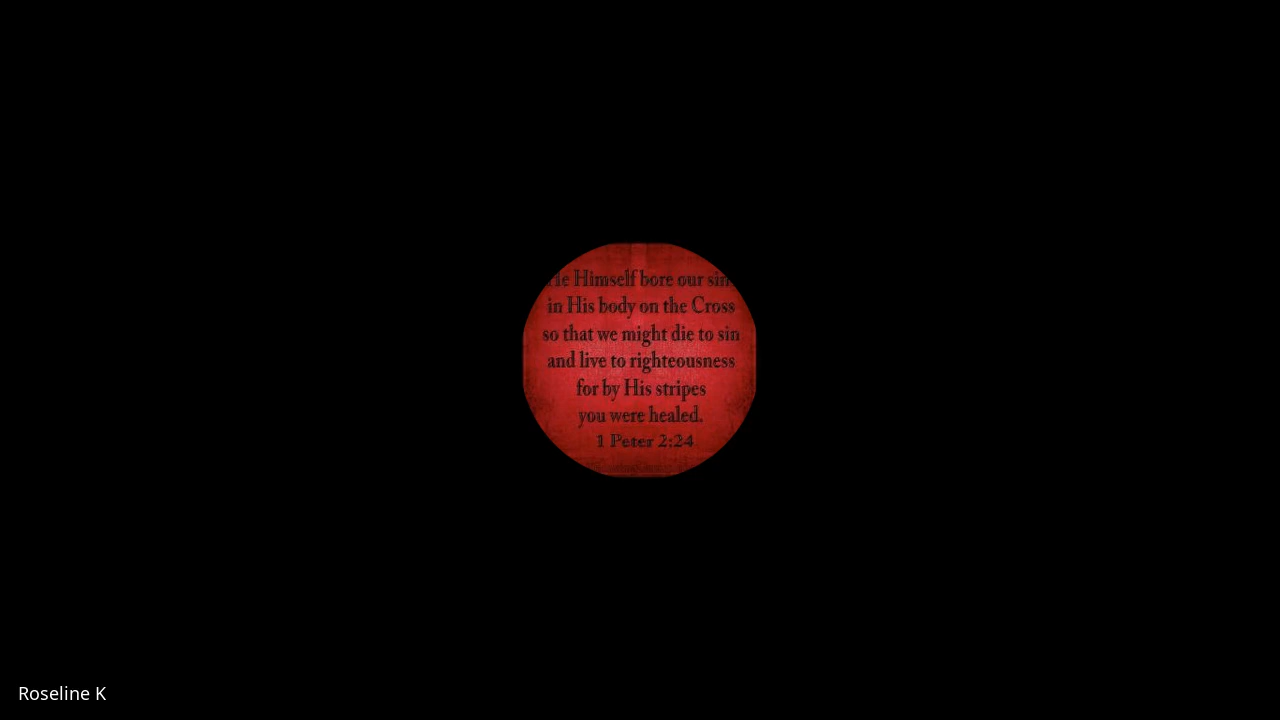 He Himself bore our sin
in His body on the Cross
so that we might die to sin
and live to righteousness
for by His stripes
you were healed.
1 Peter 2:24
Roseline K